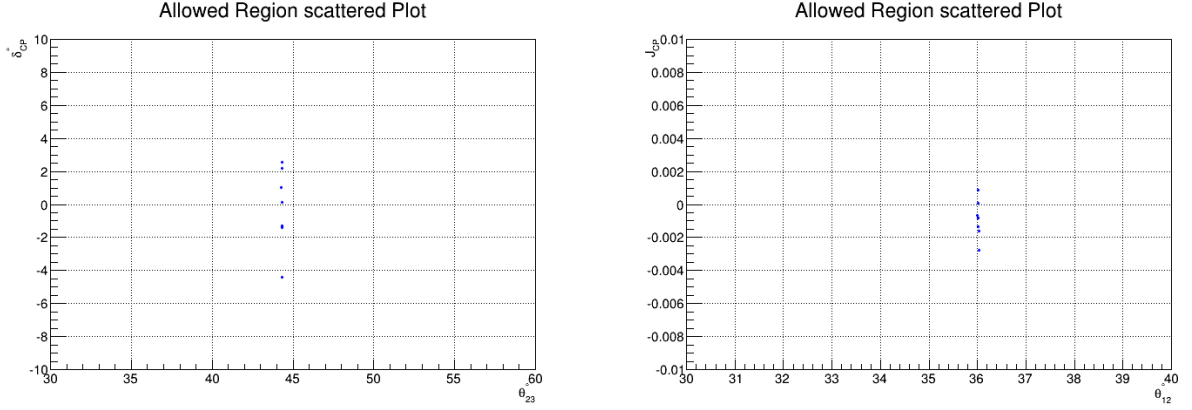 Allowed Region scattered Plot
δ°CP
10
8
6
4
2
0
-2
-4
-6
-8
-10
30 35 40 45 50 55 60
θ°23
Allowed Region scattered Plot
JCP
0.01
0.008
0.006
0.004
0.002
0
-0.002
-0.004
-0.006
-0.008
-0.01
30 31 32 33 34 35 36 37 38 39 40
θ°12